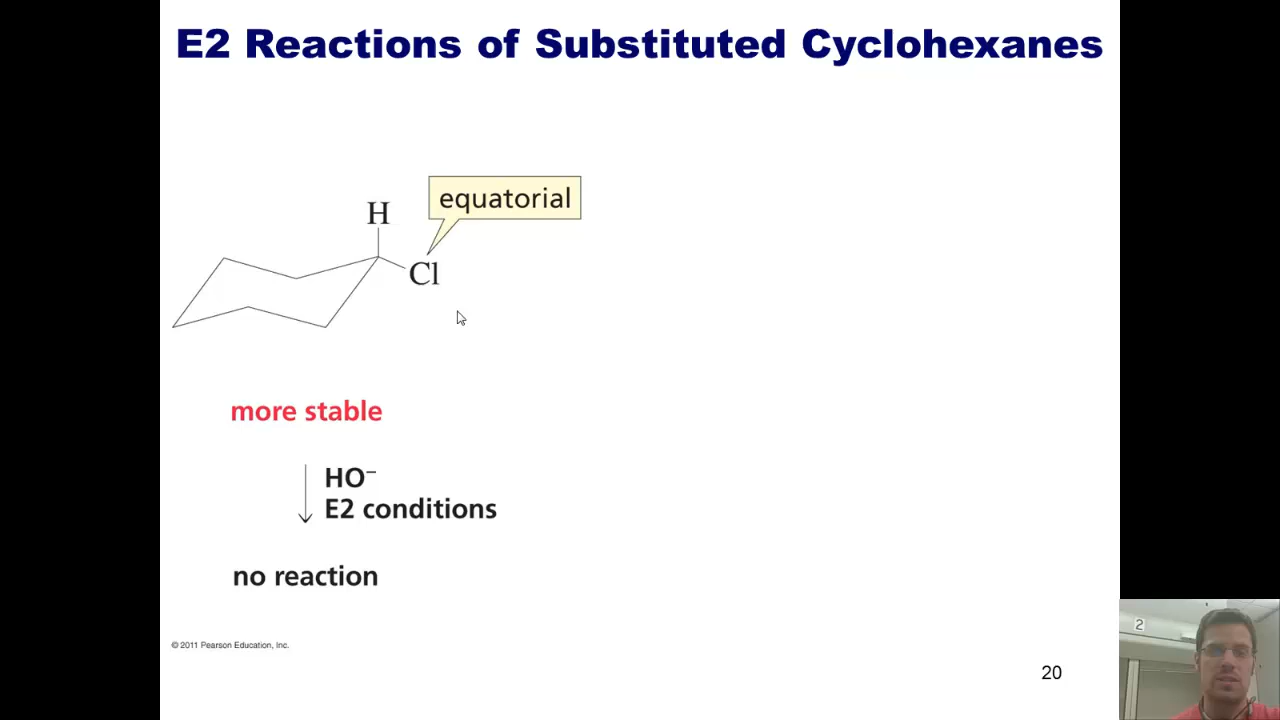 E2 Reactions of Substituted Cyclohexanes
equatorial
H
Cl
more stable
HO⁻
E2 conditions
no reaction
© 2011 Pearson Education, Inc.
20
2